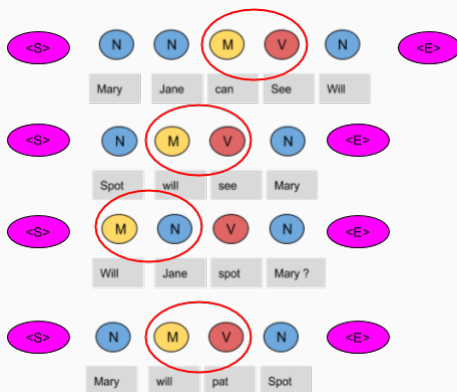 <S> N N M V N <E>
Mary Jane can See Will
<S> N M V N <E>
Spot will see Mary
<S> M N V N <E>
Will Jane spot Mary ?
<S> N M V N <E>
Mary will pat Spot